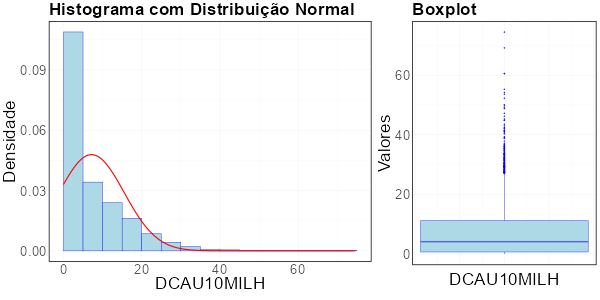 Histograma com Distribuição Normal
Densidade
0.09
0.06
0.03
0.00
0
20
40
60
DCAU10MILH
Boxplot
Valores
60
40
20
0
DCAU10MILH